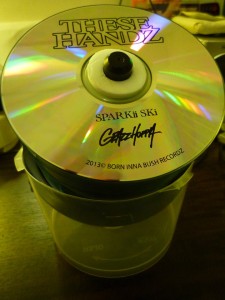 THESE
HANDZ
SPARKii SKi
2013© BORN INNA BUSH RECORDZ